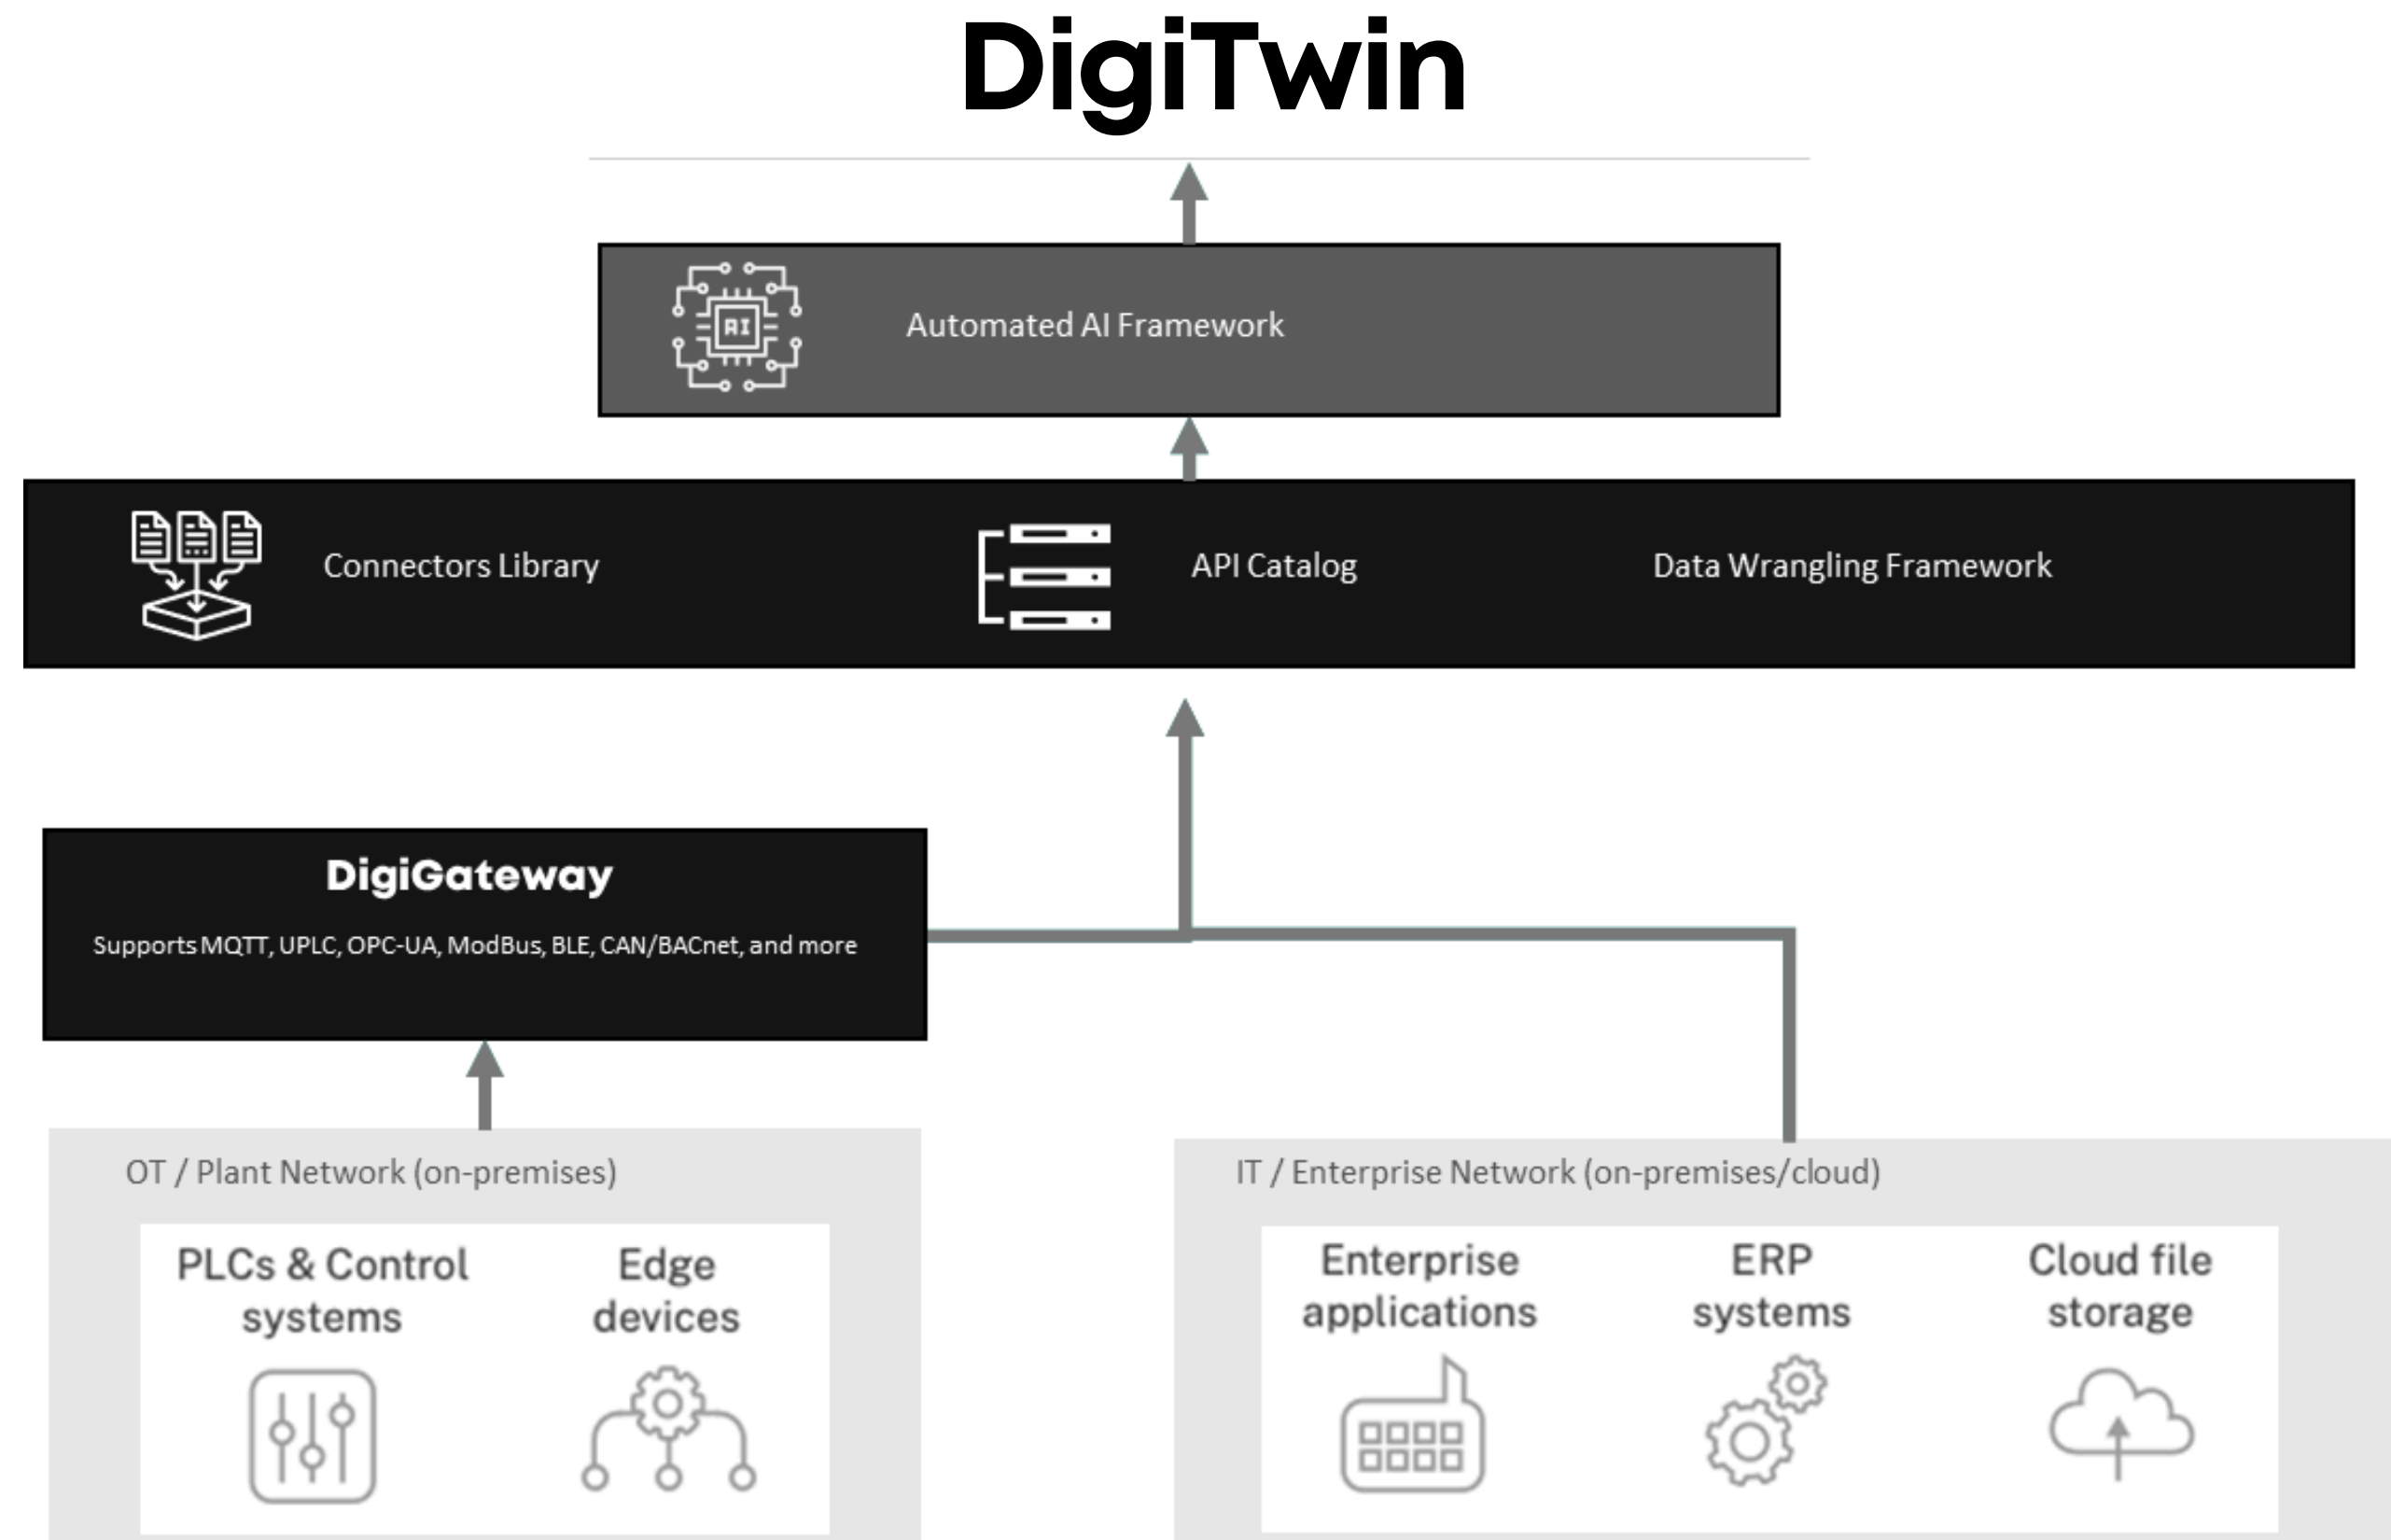 DigiTwin
AI
Automated AI Framework
Connectors Library
API Catalog
Data Wrangling Framework
DigiGateway
Supports MQTT, UPLC, OPC-UA, ModBus, BLE, CAN/BACnet, and more
OT / Plant Network (on-premises)
PLCs & Control
systems
Edge
devices
IT / Enterprise Network (on-premises/cloud)
Enterprise
applications
ERP
systems
Cloud file
storage